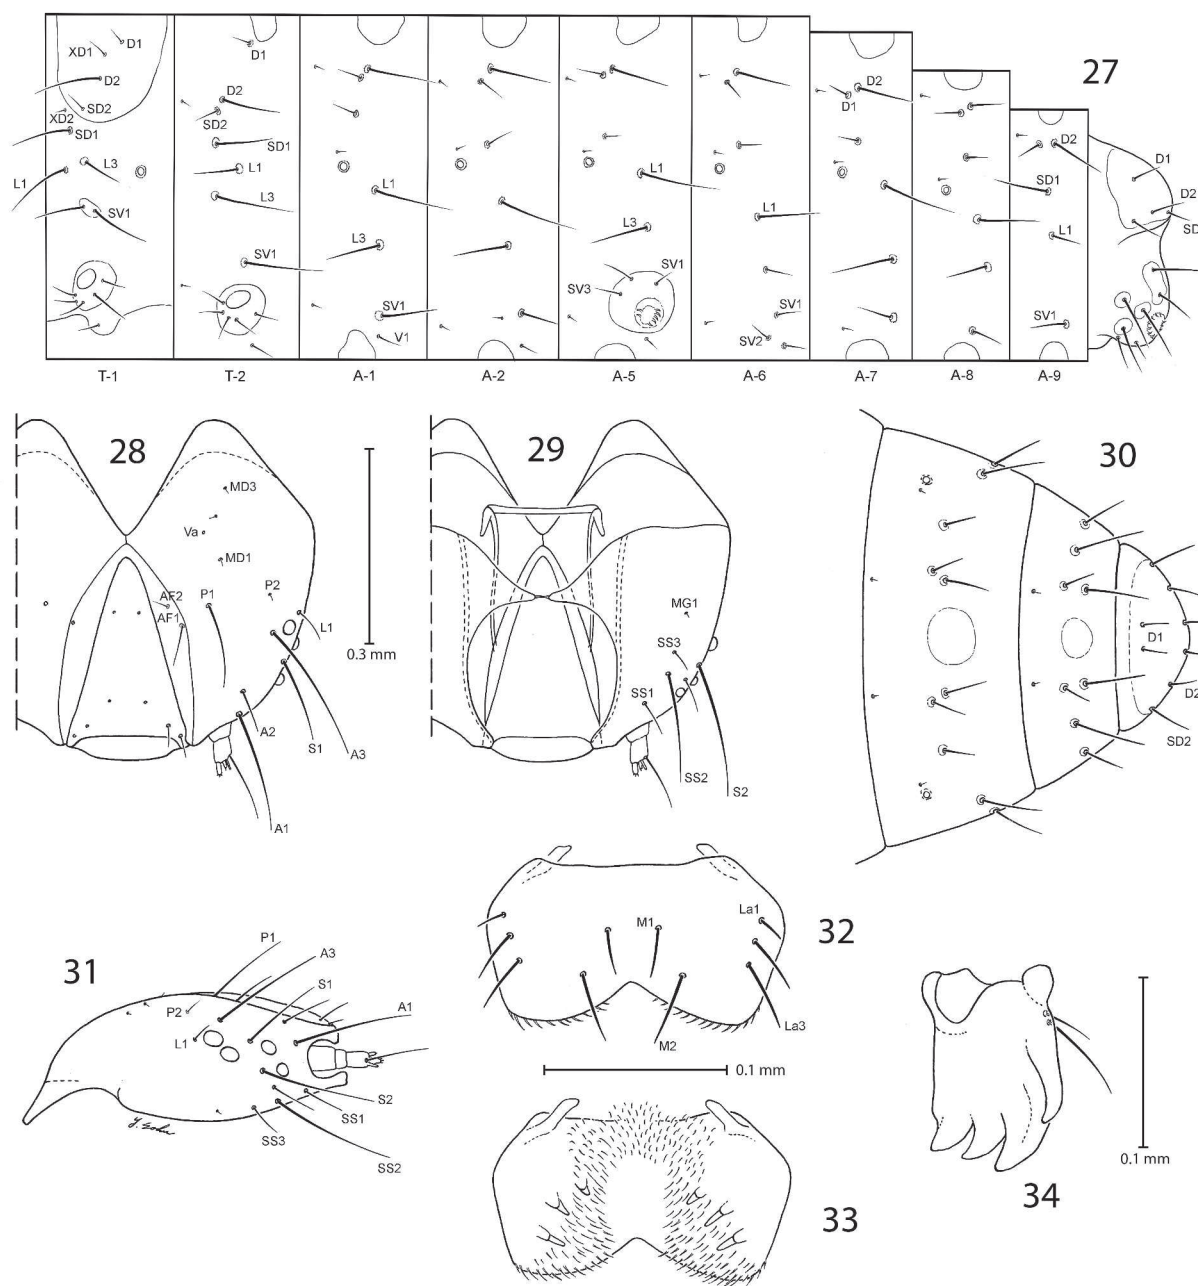 27
XD1
D1
D2
XD2
SD2
SD1
L3
L1
SV1
D1
D2
SD2
SD1
L1
L3
SV1
L1
L3
SV1
V1
L1
L3
SV3
SV1
L1
SV1
SV2
D2
D1
D2
SD1
L1
SV1
D1
D2
SD
T-1
T-2
A-1
A-2
A-5
A-6
A-7
A-8
A-9
28
MD3
Va
MD1
AF2
AF1
P1
P2
L1
A2
S1
A3
A1
0.3 mm
29
MG1
SS3
SS1
SS2
S2
30
D1
D2
SD2
31
P1
A3
S1
A1
P2
L1
S2
SS1
SS3
SS2
32
M1
La1
M2
La3
0.1 mm
33
34
0.1 mm